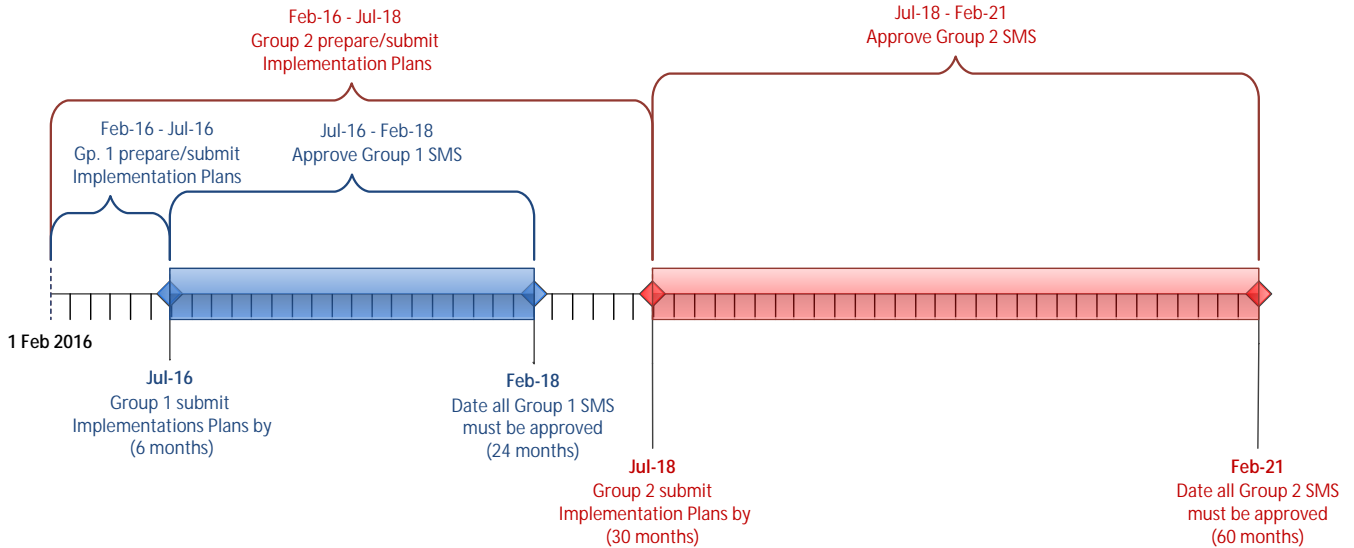 Feb-16 - Jul-18
Group 2 prepare/submit
Implementation Plans
Jul-18 - Feb-21
Approve Group 2 SMS
Feb-16 - Jul-16
Gp. 1 prepare/submit
Implementation Plans
Jul-16 - Feb-18
Approve Group 1 SMS
1 Feb 2016
Jul-16
Group 1 submit
Implementations Plans by
(6 months)
Feb-18
Date all Group 1 SMS
must be approved
(24 months)
Jul-18
Group 2 submit
Implementation Plans by
(30 months)
Feb-21
Date all Group 2 SMS
must be approved
(60 months)